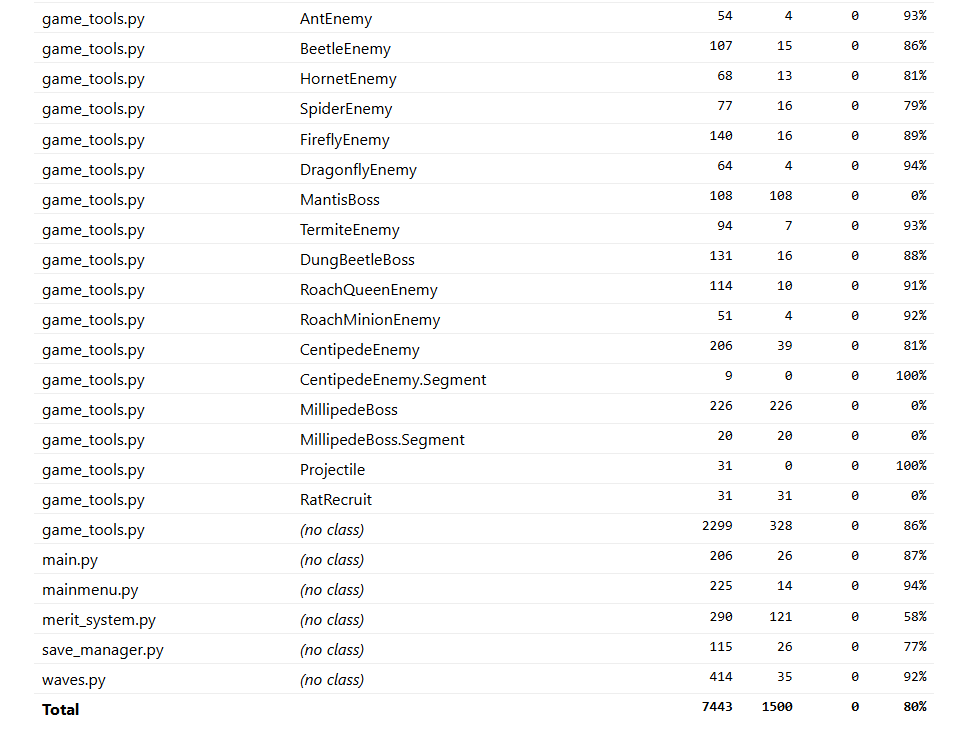 game_tools.py AntEnemy 54 4 0 93%
game_tools.py BeetleEnemy 107 15 0 86%
game_tools.py HornetEnemy 68 13 0 81%
game_tools.py SpiderEnemy 77 16 0 79%
game_tools.py FireflyEnemy 140 16 0 89%
game_tools.py DragonflyEnemy 64 4 0 94%
game_tools.py MantisBoss 108 108 0 0%
game_tools.py TermiteEnemy 94 7 0 93%
game_tools.py DungBeetleBoss 131 16 0 88%
game_tools.py RoachQueenEnemy 114 10 0 91%
game_tools.py RoachMinionEnemy 51 4 0 92%
game_tools.py CentipedeEnemy 206 39 0 81%
game_tools.py CentipedeEnemy.Segment 9 0 0 100%
game_tools.py MillipedeBoss 226 226 0 0%
game_tools.py MillipedeBoss.Segment 20 20 0 0%
game_tools.py Projectile 31 0 0 100%
game_tools.py RatRecruit 31 31 0 0%
game_tools.py (no class) 2299 328 0 86%
main.py (no class) 206 26 0 87%
mainmenu.py (no class) 225 14 0 94%
merit_system.py (no class) 290 121 0 58%
save_manager.py (no class) 115 26 0 77%
waves.py (no class) 414 35 0 92%
Total 7443 1500 0 80%